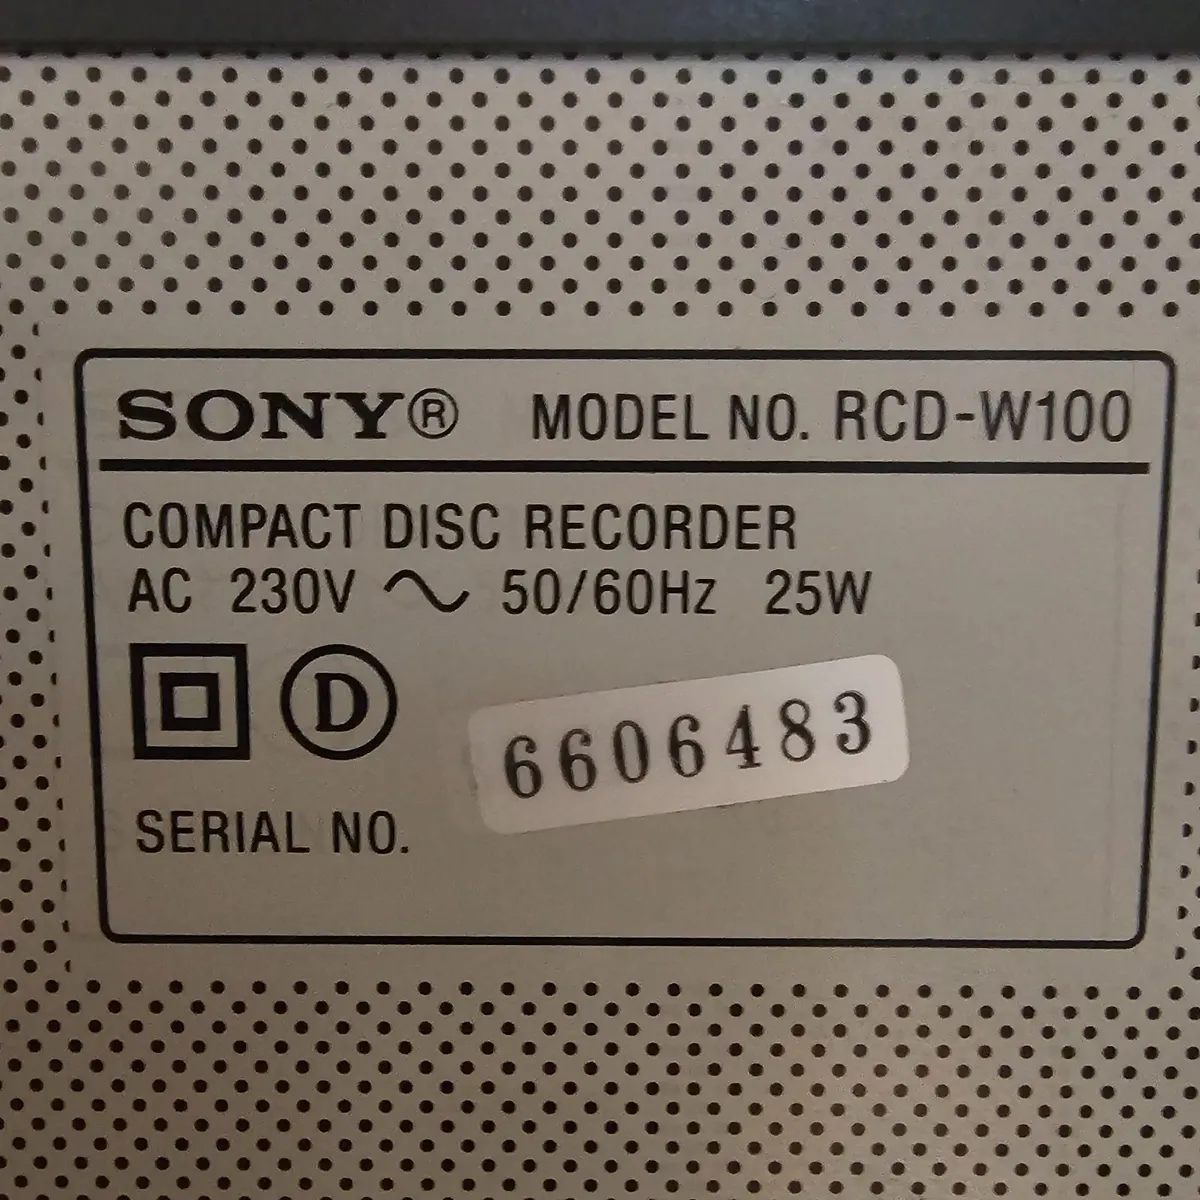 SONY® MODEL NO. RCD-W100
COMPACT DISC RECORDER
AC 230V ~ 50/60Hz 25W
D
6606483
SERIAL NO.